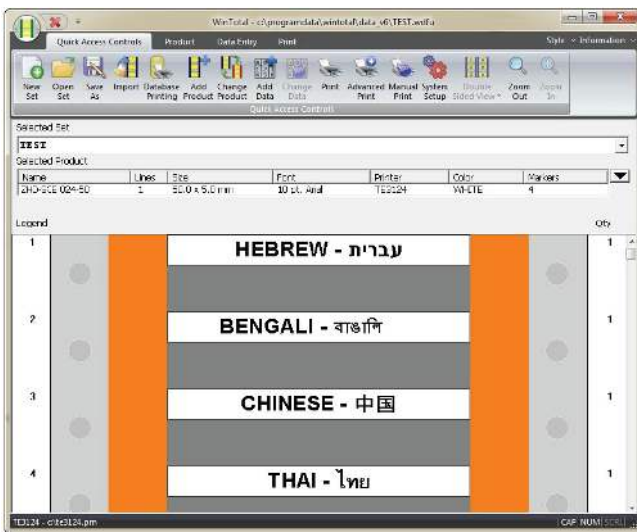 WinTotal - c:\programdata\wintotal\data_v6\TEST.wdfa
Quick Access Controls Product Data Entry Print Style Information
New Set Open Set Save As Import Database Printing Add Product Change Product Add Data Change Data Print Advanced Print Manual Print System Setup Double Sided View Zoom Out Zoom In
Quick Access Controls
Selected Set
TEST
Selected Product
Name Lines Size Font Printer Color Markers
1 50.0 x 5.0 mm 10 pt. Arial TE3124 WHITE 4
Legend Qty
1 HEBREW - עברית 1
2 BENGALI - বাঙালি 1
3 CHINESE - 中国 1
4 THAI - ไทย 1
TE3124 - c:\te3124.prn CAP NUM SCRL